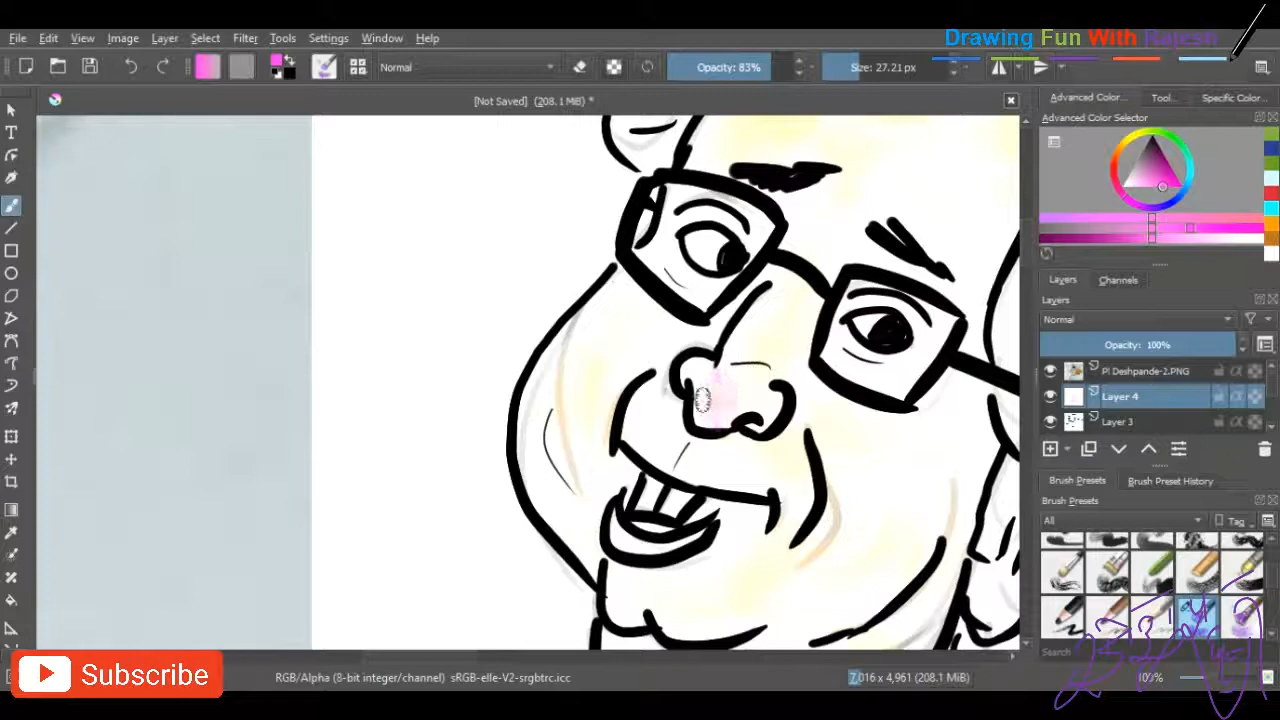 Drawing Fun With Rajesh
File Edit View Image Layer Select Filter Tools Settings Window Help
Normal Opacity: 83% Size: 27.21 px
[Not Saved] (208.1 MiB) *
Advanced Color... Tool... Specific Color...
Advanced Color Selector
Layers Channels
Layers
Normal
Opacity: 100%
Pl Deshpande-2.PNG
Layer 4
Layer 3
Brush Presets Brush Preset History
Brush Presets
All Tag
Search
Subscribe
RGB/Alpha (8-bit integer/channel) sRGB-elle-V2-srgbtrc.icc 7,016 x 4,961 (208.1 MiB) 100%